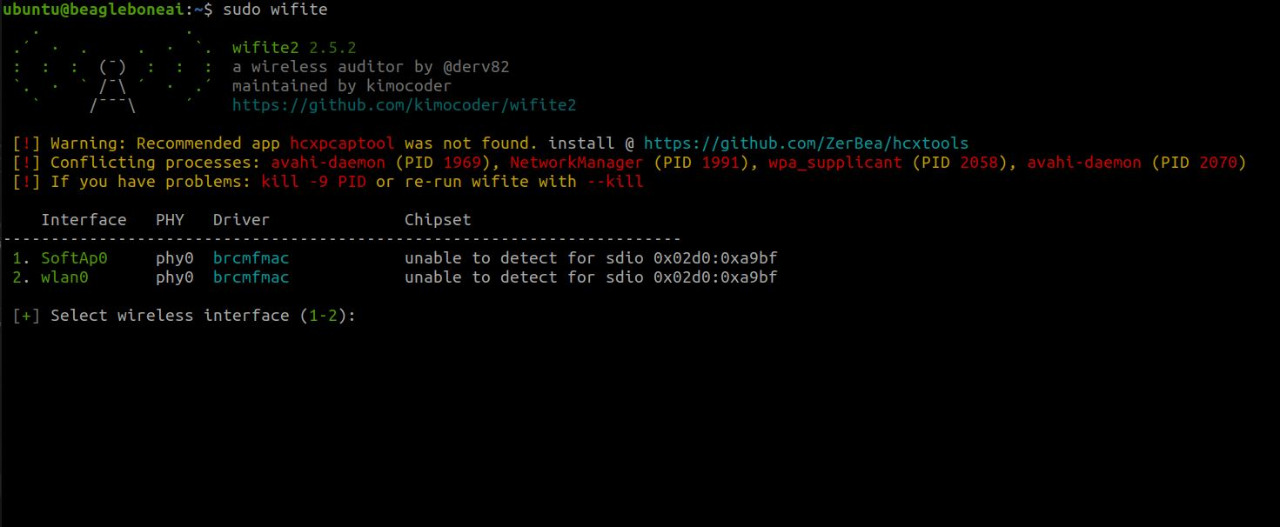 ubuntu@beagleboneai:~$ sudo wifite
  .               .
.´  ·  .     .  ·  `.  wifite2 2.5.2
:  :  :  (¯)  :  :  :  a wireless auditor by @derv82
`.  ·  ` /¯\ ´  ·  .´  maintained by kimocoder
  `     /¯¯¯\     ´    https://github.com/kimocoder/wifite2
[!] Warning: Recommended app hcxpcaptool was not found. install @ https://github.com/ZerBea/hcxtools
[!] Conflicting processes: avahi-daemon (PID 1969), NetworkManager (PID 1991), wpa_supplicant (PID 2058), avahi-daemon (PID 2070)
[!] If you have problems: kill -9 PID or re-run wifite with --kill
Interface   PHY   Driver              Chipset
-----------------------------------------------------------------------
1. SoftAp0     phy0  brcmfmac            unable to detect for sdio 0x02d0:0xa9bf
2. wlan0       phy0  brcmfmac            unable to detect for sdio 0x02d0:0xa9bf
[+] Select wireless interface (1-2):